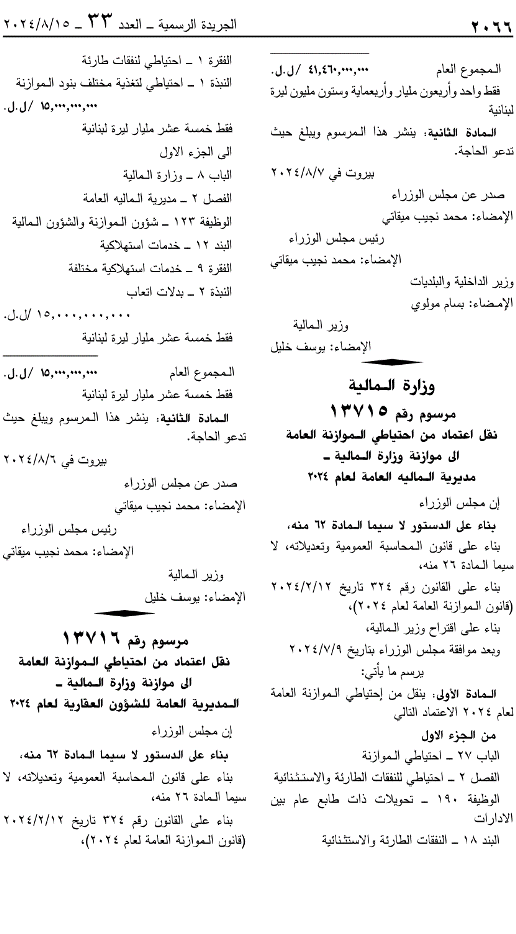 ٢٠٦٦
الجريدة الرسمية ــ العدد ٣٣ ــ ٢٠٢٤/٨/١٥
المجموع العام ٤١,٤٦٠,٠٠٠,٠٠٠ /ل.ل.
فقط واحد وأربعون مليار وأربعماية وستون مليون ليرة
لبنانية
المادة الثانية: ينشر هذا المرسوم ويبلغ حيث
تدعو الحاجة.
بيروت في ٢٠٢٤/٨/٧
صدر عن مجلس الوزراء
الإمضاء: محمد نجيب ميقاتي
رئيس مجلس الوزراء
الإمضاء: محمد نجيب ميقاتي
وزير الداخلية والبلديات
الإمضاء: بسام مولوي
وزير المالية
الإمضاء: يوسف خليل
وزارة المالية
مرسوم رقم ١٣٧١٥
نقل اعتماد من احتياطي الموازنة العامة
الى موازنة وزارة المالية ــ
مديرية المالية العامة لعام ٢٠٢٤
إن مجلس الوزراء
بناء على الدستور لا سيما المادة ٦٢ منه،
بناء على قانون المحاسبة العمومية وتعديلاته، لا
سيما المادة ٢٦ منه،
بناء على القانون رقم ٣٢٤ تاريخ ٢٠٢٤/٢/١٢
(قانون الموازنة العامة لعام ٢٠٢٤)،
بناء على اقتراح وزير المالية،
وبعد موافقة مجلس الوزراء بتاريخ ٢٠٢٤/٧/٩
يرسم ما يأتي:
المادة الأولى: ينقل من إحتياطي الموازنة العامة
لعام ٢٠٢٤ الاعتماد التالي
من الجزء الاول
الباب ٢٧ ــ احتياطي الموازنة
الفصل ٢ ــ احتياطي للنفقات الطارئة والاستثنائية
الوظيفة ١٩٠ ــ تحويلات ذات طابع عام بين
الادارات
البند ١٨ ــ النفقات الطارئة والاستثنائية
الفقرة ١ ــ احتياطي لنفقات طارئة
النبذة ١ ــ احتياطي لتغذية مختلف بنود الموازنة
١٥,٠٠٠,٠٠٠,٠٠٠ /ل.ل.
فقط خمسة عشر مليار ليرة لبنانية
الى الجزء الاول
الباب ٨ ــ وزارة المالية
الفصل ٢ ــ مديرية الماليه العامة
الوظيفة ١٢٣ ــ شؤون الموازنة والشؤون المالية
البند ١٢ ــ خدمات استهلاكية
الفقرة ٩ ــ خدمات استهلاكية مختلفة
النبذة ٢ ــ بدلات اتعاب
١٥,٠٠٠,٠٠٠,٠٠٠ /ل.ل.
فقط خمسة عشر مليار ليرة لبنانية
المجموع العام ١٥,٠٠٠,٠٠٠,٠٠٠ /ل.ل.
فقط خمسة عشر مليار ليرة لبنانية
المادة الثانية: ينشر هذا المرسوم ويبلغ حيث
تدعو الحاجة.
بيروت في ٢٠٢٤/٨/٦
صدر عن مجلس الوزراء
الإمضاء: محمد نجيب ميقاتي
رئيس مجلس الوزراء
الإمضاء: محمد نجيب ميقاتي
وزير المالية
الإمضاء: يوسف خليل
مرسوم رقم ١٣٧١٦
نقل اعتماد من احتياطي الموازنة العامة
الى موازنة وزارة المالية ــ
المديرية العامة للشؤون العقارية لعام ٢٠٢٤
إن مجلس الوزراء
بناء على الدستور لا سيما المادة ٦٢ منه،
بناء على قانون المحاسبة العمومية وتعديلاته، لا
سيما المادة ٢٦ منه،
بناء على القانون رقم ٣٢٤ تاريخ ٢٠٢٤/٢/١٢
(قانون الموازنة العامة لعام ٢٠٢٤)،